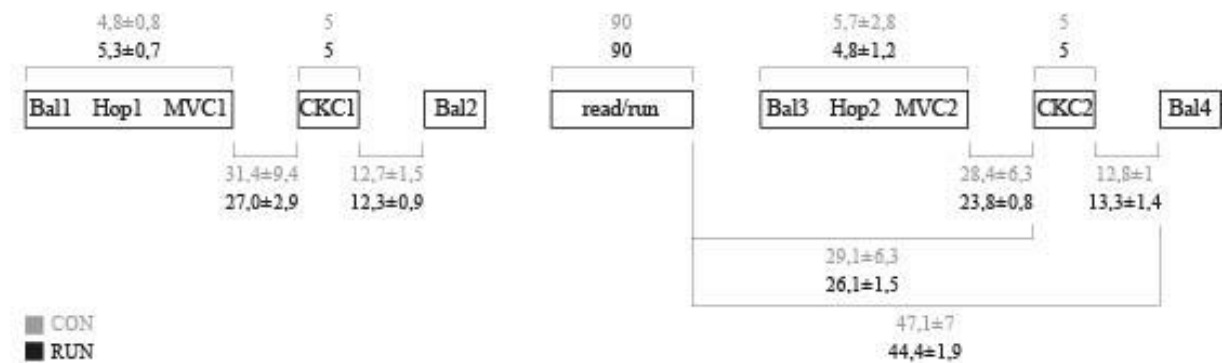 4,8±0,8 5 90 5,7±2,8 5
5,3±0,7 5 90 4,8±1,2 5
Bal1 Hop1 MVC1 CKC1 Bal2 read/run Bal3 Hop2 MVC2 CKC2 Bal4
31,4±9,4 12,7±1,5 28,4±6,3 12,8±1
27,0±2,9 12,3±0,9 23,8±0,8 13,3±1,4
29,1±6,3
26,1±1,5
CON 47,1±7
RUN 44,4±1,9